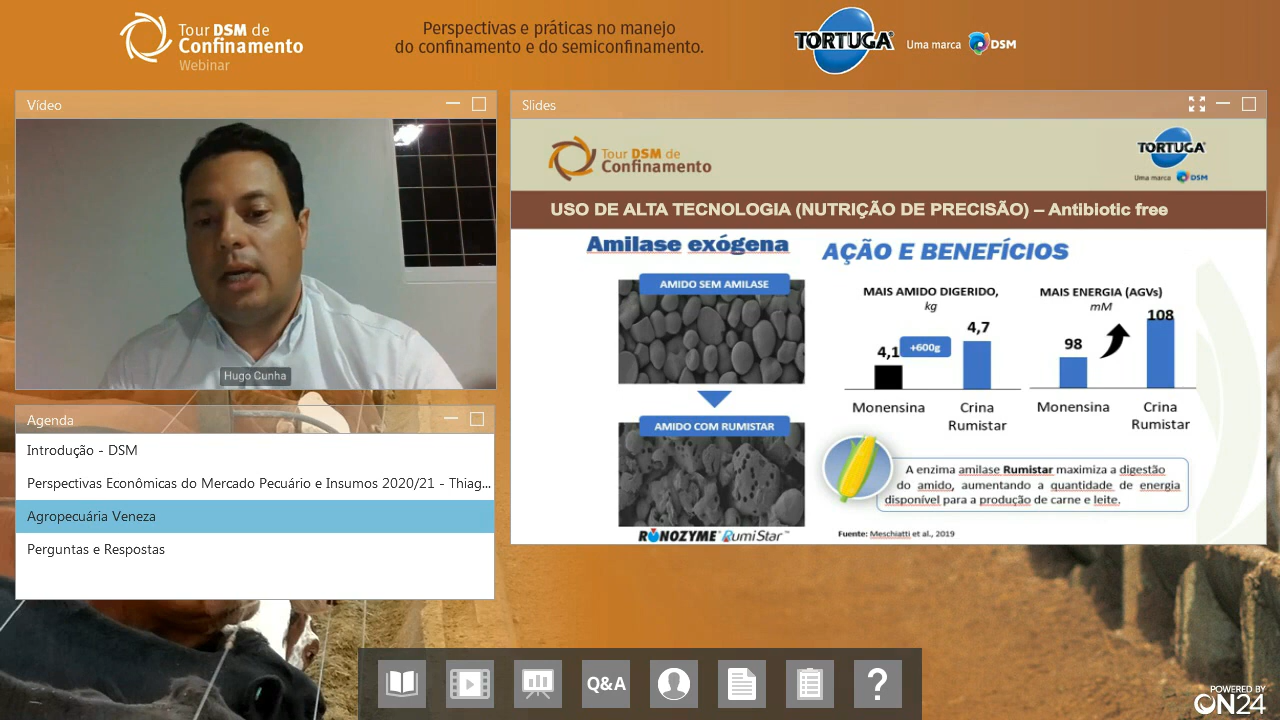 Tour DSM de
Confinamento
Webinar
Perspectivas e práticas no manejo
do confinamento e do semiconfinamento.
TORTUGA
Uma marca DSM
Vídeo
Hugo Cunha
Agenda
Introdução - DSM
Perspectivas Econômicas do Mercado Pecuário e Insumos 2020/21 - Thiag...
Agropecuária Veneza
Perguntas e Respostas
Slides
Tour DSM de
Confinamento
TORTUGA
Uma marca DSM
USO DE ALTA TECNOLOGIA (NUTRIÇÃO DE PRECISÃO) – Antibiotic free
Amilase exógena
AMIDO SEM AMILASE
AMIDO COM RUMISTAR
RONOZYME RumiStar™
AÇÃO E BENEFÍCIOS
MAIS AMIDO DIGERIDO,
kg
4,1
+600g
4,7
Monensina
Crina
Rumistar
MAIS ENERGIA (AGVs)
mM
98
108
Monensina
Crina
Rumistar
A enzima amilase Rumistar maximiza a digestão
do amido, aumentando a quantidade de energia
disponível para a produção de carne e leite.
Fonte: Meschiatti et al., 2019
Q&A
?
POWERED BY
ON24